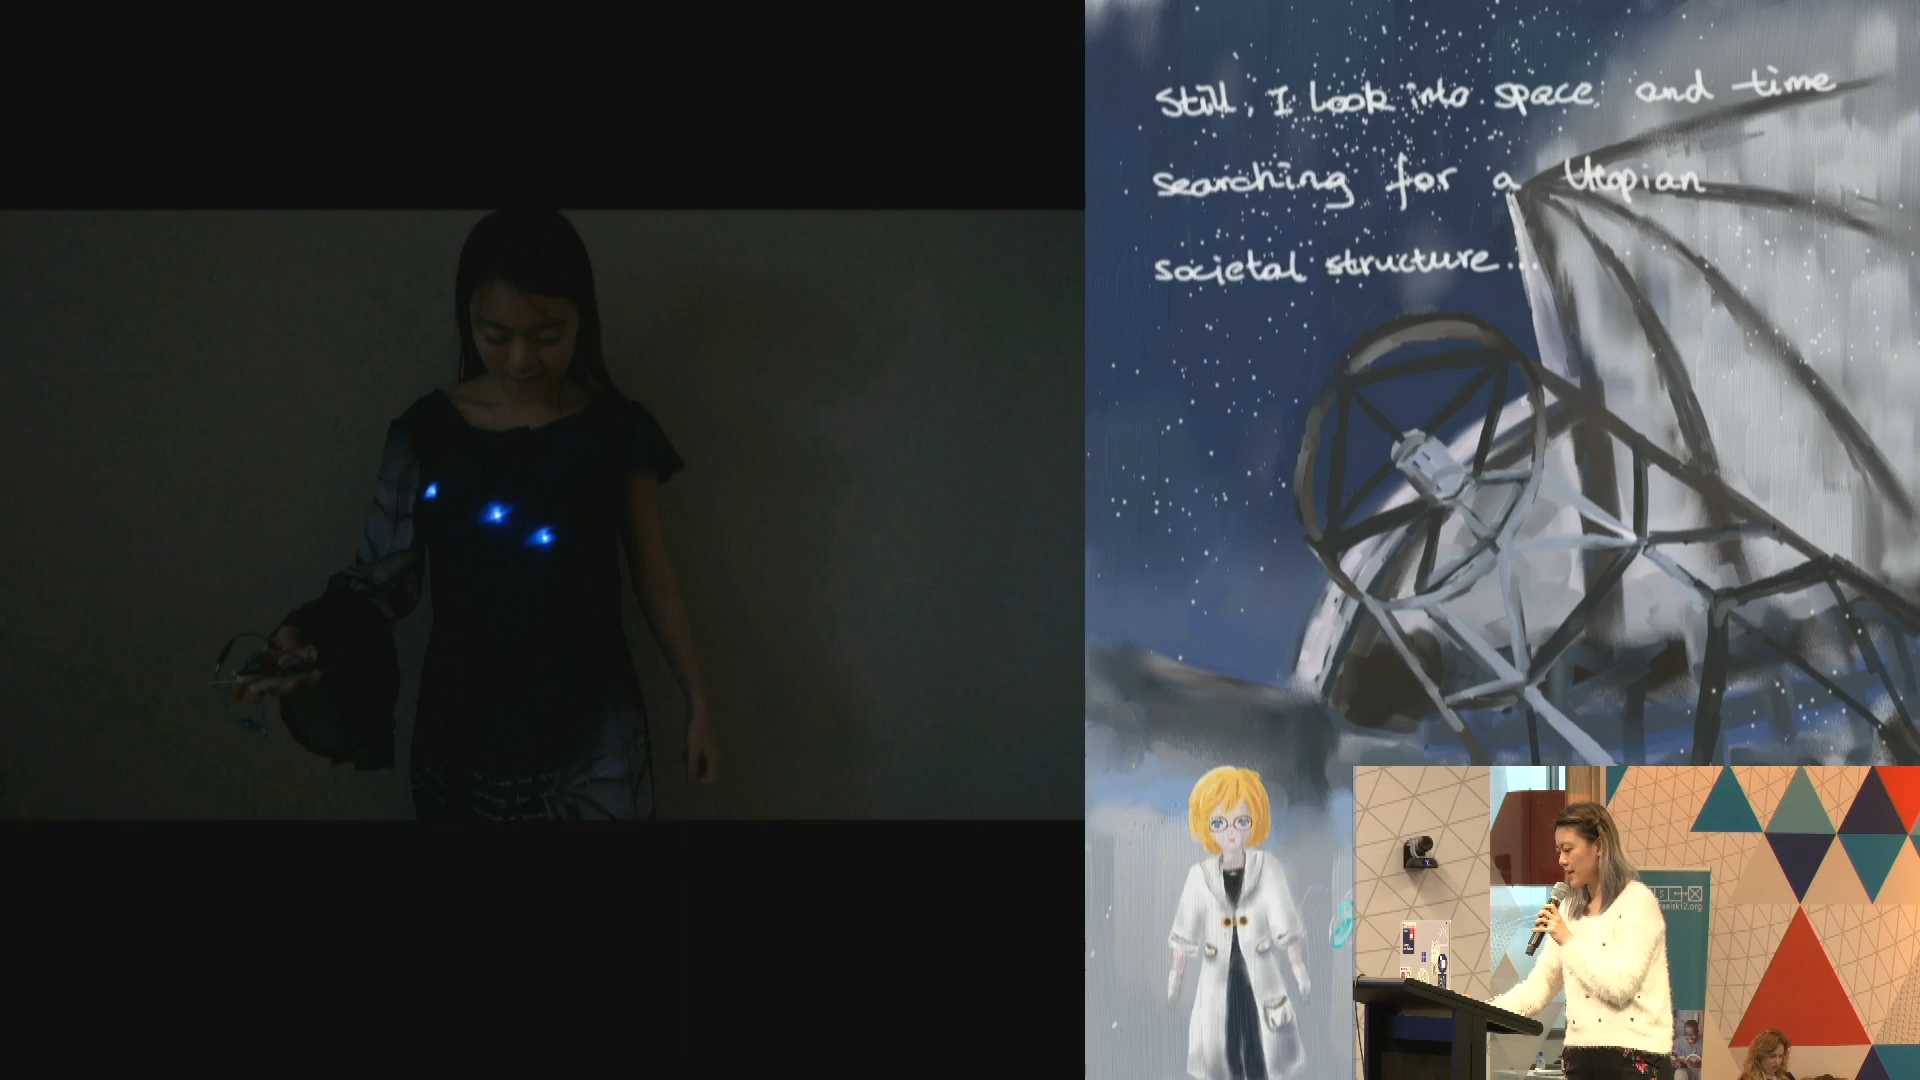 Still, I look into space and time
searching for a Utopian
societal structure...